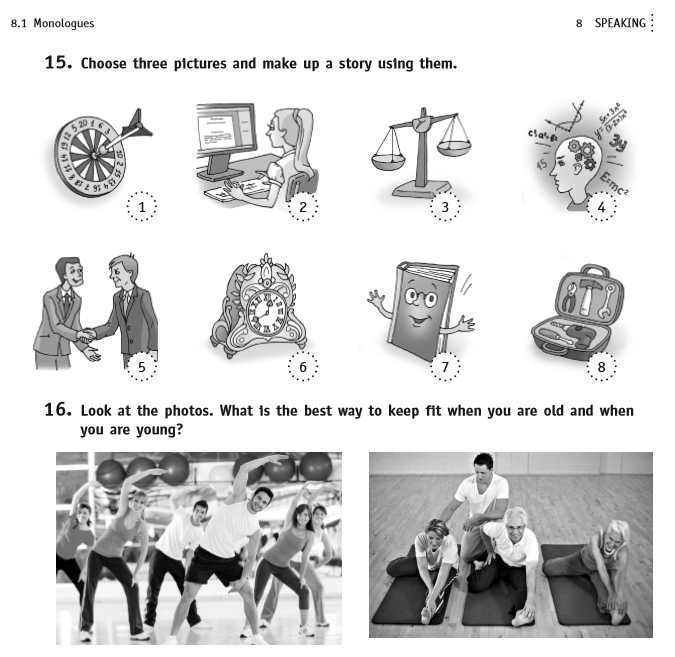 8.1 Monologues
8 SPEAKING
15. Choose three pictures and make up a story using them.
1
2
3
4
5
6
7
8
3y
E=mc²
16. Look at the photos. What is the best way to keep fit when you are old and when
you are young?